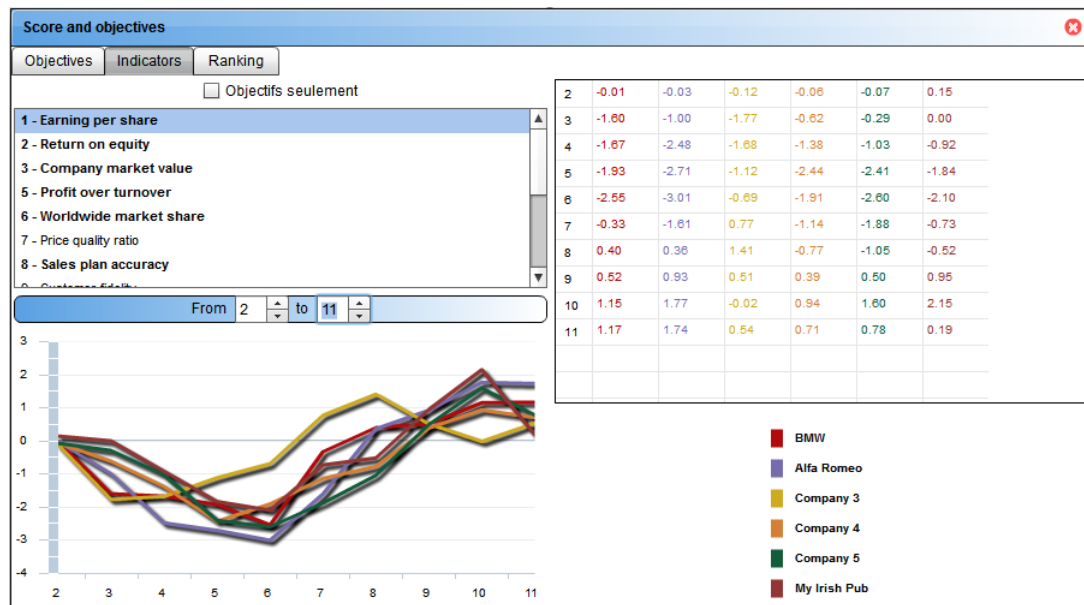 Score and objectives
Objectives Indicators Ranking
Objectifs seulement
1 - Earning per share
2 - Return on equity
3 - Company market value
5 - Profit over turnover
6 - Worldwide market share
7 - Price quality ratio
8 - Sales plan accuracy
From 2 to 11
2 -0.01 -0.03 -0.12 -0.06 -0.07 0.15
3 -1.60 -1.00 -1.77 -0.62 -0.29 0.00
4 -1.67 -2.48 -1.68 -1.38 -1.03 -0.92
5 -1.93 -2.71 -1.12 -2.44 -2.41 -1.84
6 -2.55 -3.01 -0.69 -1.91 -2.60 -2.10
7 -0.33 -1.61 0.77 -1.14 -1.88 -0.73
8 0.40 0.36 1.41 -0.77 -1.05 -0.52
9 0.52 0.93 0.51 0.39 0.50 0.95
10 1.15 1.77 -0.02 0.94 1.60 2.15
11 1.17 1.74 0.54 0.71 0.78 0.19
3
2
1
0
-1
-2
-3
-4
2 3 4 5 6 7 8 9 10 11
BMW
Alfa Romeo
Company 3
Company 4
Company 5
My Irish Pub